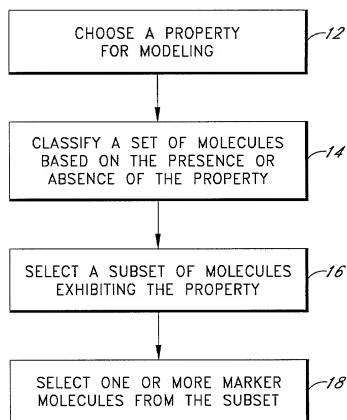 CHOOSE A PROPERTY
FOR MODELING
12
CLASSIFY A SET OF MOLECULES
BASED ON THE PRESENCE OR
ABSENCE OF THE PROPERTY
14
SELECT A SUBSET OF MOLECULES
EXHIBITING THE PROPERTY
16
SELECT ONE OR MORE MARKER
MOLECULES FROM THE SUBSET
18